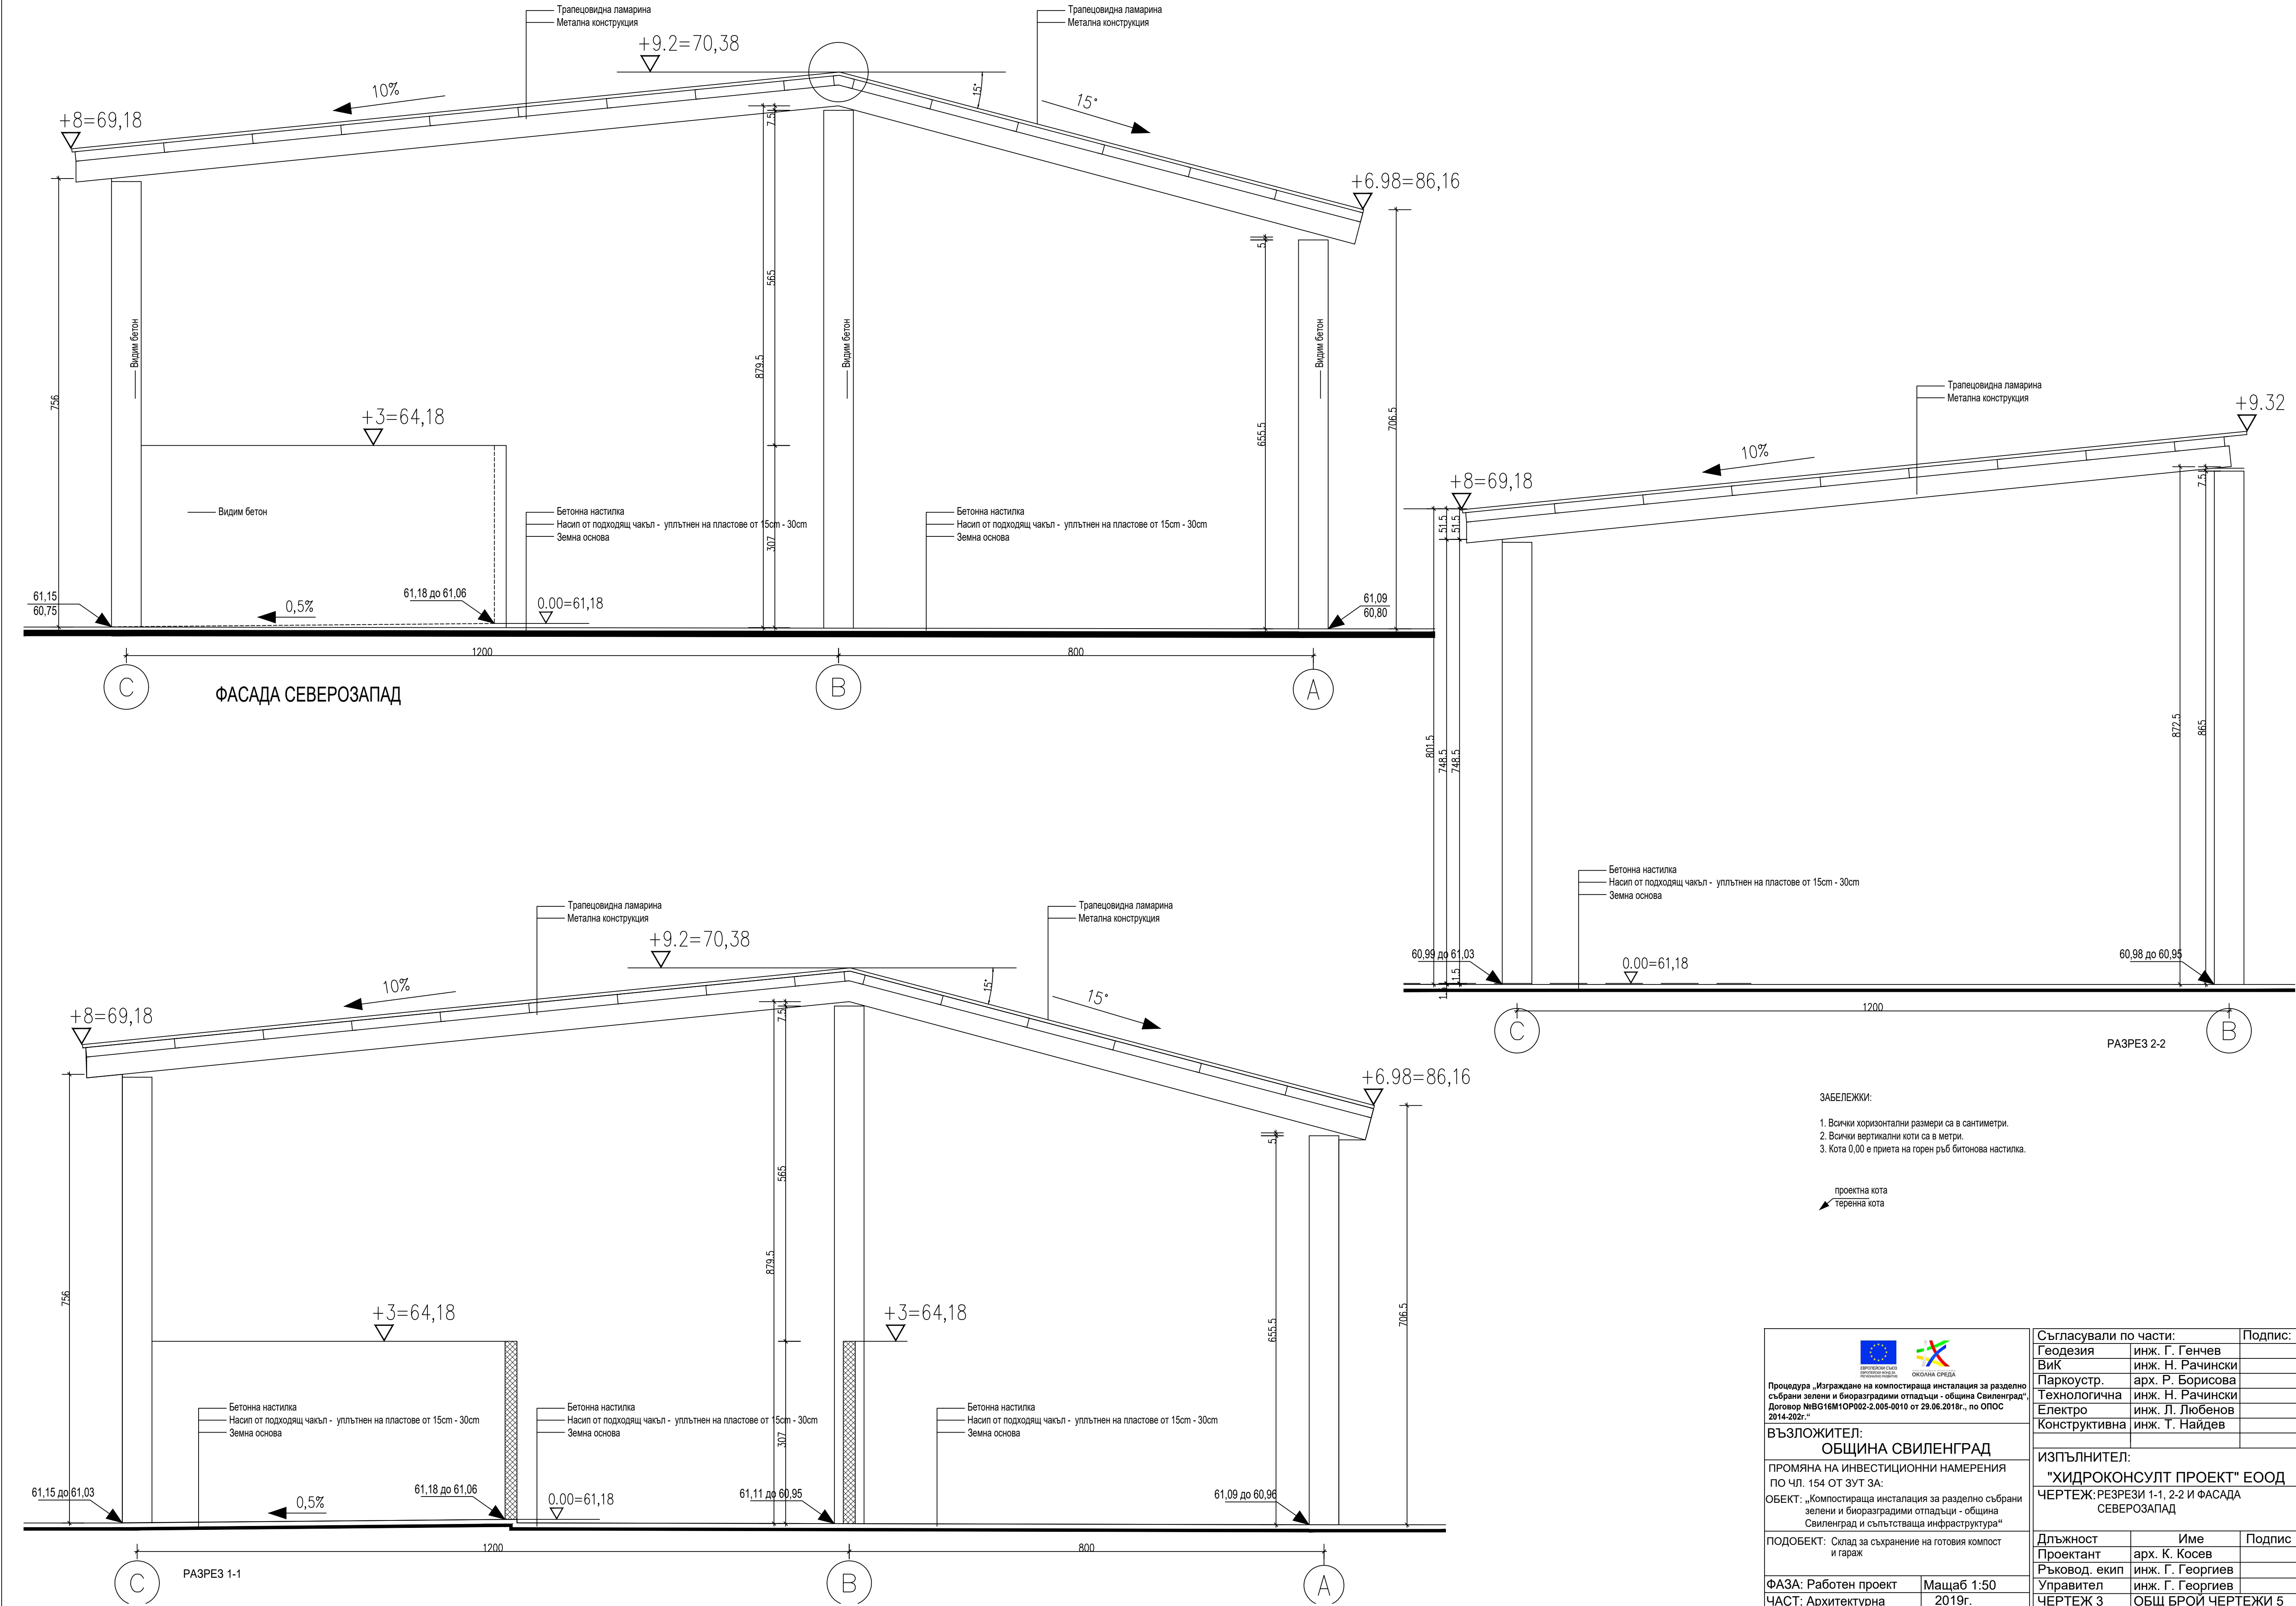 Трапецовидна ламарина
Метална конструкция
Трапецовидна ламарина
Метална конструкция
+9.2=70,38
10%
15°
15°
+8=69,18
7.5
+6.98=86,16
5
565
Видим бетон
Видим бетон
Видим бетон
879.5
756
+3=64,18
655.5
706.5
Видим бетон
Бетонна настилка
Насип от подходящ чакъл - уплътнен на пластове от 15cm - 30cm
Земна основа
307
Бетонна настилка
Насип от подходящ чакъл - уплътнен на пластове от 15cm - 30cm
Земна основа
61,15
60,75
0,5%
61,18 до 61,06
0.00=61,18
61,09
60,80
1200
800
C
B
A
ФАСАДА СЕВЕРОЗАПАД
Трапецовидна ламарина
Метална конструкция
+9.32
10%
+8=69,18
7.5
51.5
51.5
801.5
748.5
748.5
872.5
865
Бетонна настилка
Насип от подходящ чакъл - уплътнен на пластове от 15cm - 30cm
Земна основа
60,99 до 61,03
0.00=61,18
60,98 до 60,95
1.5
1.5
1200
C
B
РАЗРЕЗ 2-2
Трапецовидна ламарина
Метална конструкция
Трапецовидна ламарина
Метална конструкция
+9.2=70,38
10%
15°
15°
+8=69,18
7.5
+6.98=86,16
5
565
879.5
756
+3=64,18
+3=64,18
655.5
706.5
Бетонна настилка
Насип от подходящ чакъл - уплътнен на пластове от 15cm - 30cm
Земна основа
Бетонна настилка
Насип от подходящ чакъл - уплътнен на пластове от 15cm - 30cm
Земна основа
307
Бетонна настилка
Насип от подходящ чакъл - уплътнен на пластове от 15cm - 30cm
Земна основа
61,15 до 61,03
0,5%
61,18 до 61,06
0.00=61,18
61,11 до 60,95
61,09 до 60,96
1200
800
C
B
A
РАЗРЕЗ 1-1
ЗАБЕЛЕЖКИ:
1. Всички хоризонтални размери са в сантиметри.
2. Всички вертикални коти са в метри.
3. Кота 0,00 е приета на горен ръб битонова настилка.
проектна кота
теренна кота
ЕВРОПЕЙСКИ СЪЮЗ
ЕВРОПЕЙСКИ ФОНД ЗА
РЕГИОНАЛНО РАЗВИТИЕ
ОКОЛНА СРЕДА
Процедура „Изграждане на компостираща инсталация за разделно
събрани зелени и биоразградими отпадъци - община Свиленград“,
Договор №BG16M1OP002-2.005-0010 от 29.06.2018г., по ОПОС
2014-202г.“
ВЪЗЛОЖИТЕЛ:
ОБЩИНА СВИЛЕНГРАД
ПРОМЯНА НА ИНВЕСТИЦИОННИ НАМЕРЕНИЯ
ПО ЧЛ. 154 ОТ ЗУТ ЗА:
ОБЕКТ: „Компостираща инсталация за разделно събрани
зелени и биоразградими отпадъци - община
Свиленград и съпътстваща инфраструктура“
ПОДОБЕКТ: Склад за съхранение на готовия компост
и гараж
ФАЗА: Работен проект
Мащаб 1:50
ЧАСТ: Архитектурна
2019г.
Съгласували по части: Подпис:
Геодезия инж. Г. Генчев
ВиК инж. Н. Рачински
Паркоустр. арх. Р. Борисова
Технологична инж. Н. Рачински
Електро инж. Л. Любенов
Конструктивна инж. Т. Найдев
ИЗПЪЛНИТЕЛ:
"ХИДРОКОНСУЛТ ПРОЕКТ" ЕООД
ЧЕРТЕЖ: РЕЗРЕЗИ 1-1, 2-2 И ФАСАДА
СЕВЕРОЗАПАД
Длъжност Име Подпис
Проектант арх. К. Косев
Ръковод. екип инж. Г. Георгиев
Управител инж. Г. Георгиев
ЧЕРТЕЖ 3 ОБЩ БРОЙ ЧЕРТЕЖИ 5